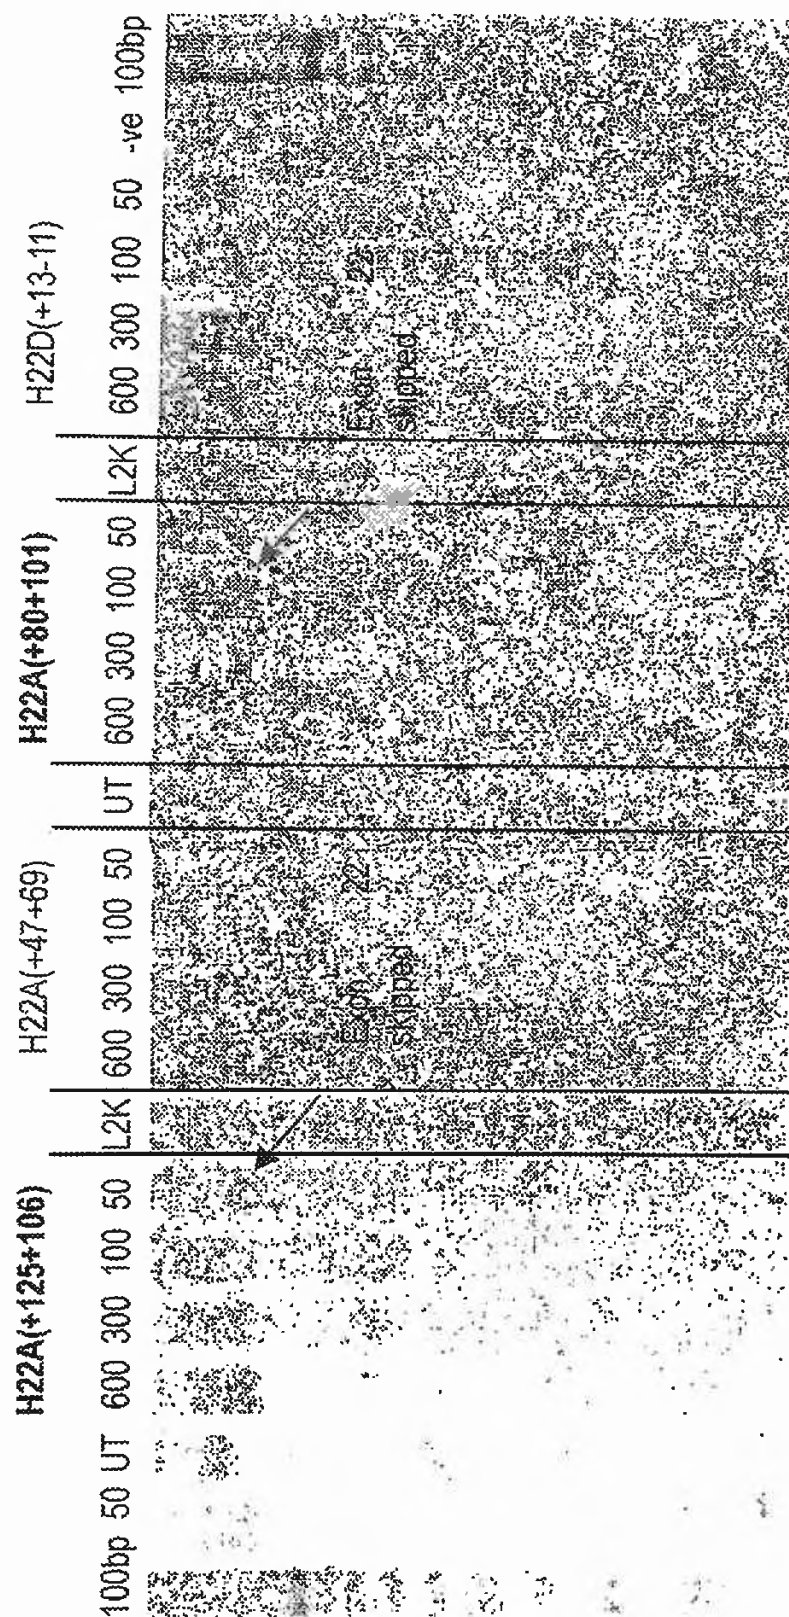 H22A(+125+106) H22A(+47+69) H22A(+80+101) H22D(+13-11)
100bp 50 UT 600 300 100 50 L2K 600 300 100 50 UT 600 300 100 50 L2K 600 300 100 50 -ve 100bp
Exon 22
skipped
Exon 22
skipped